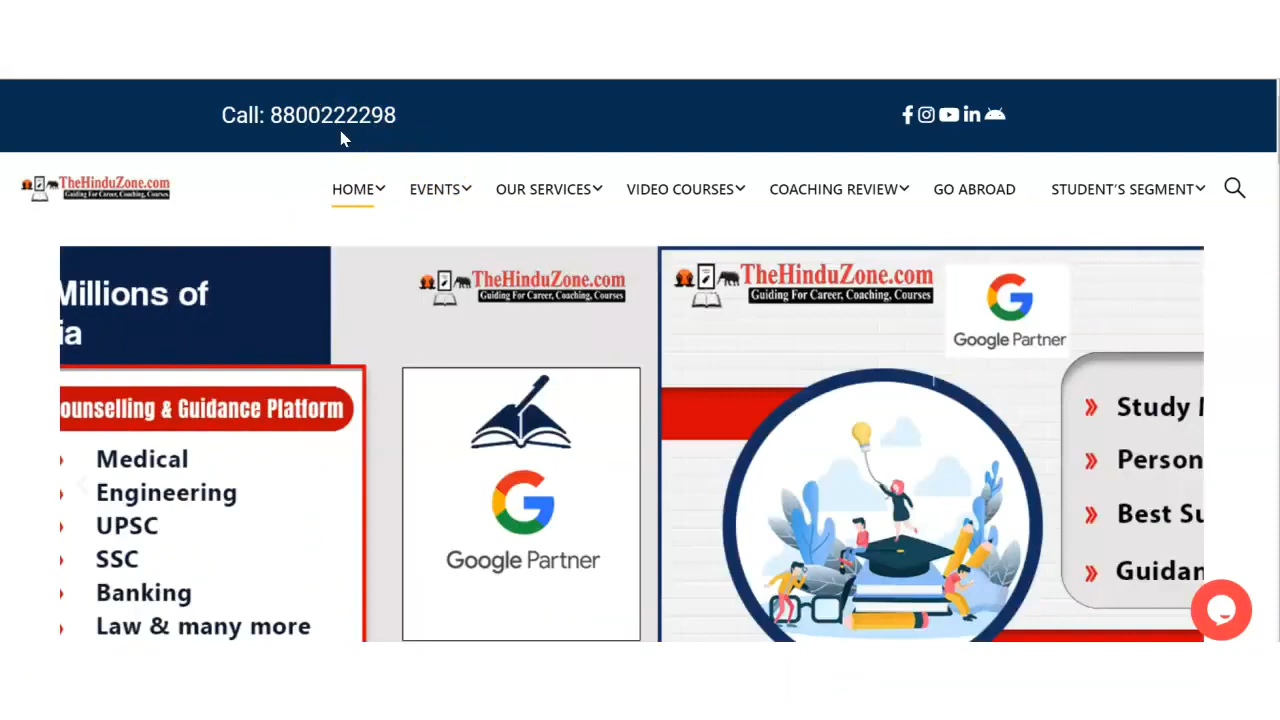 Call: 8800222298
TheHinduZone.com
Guiding For Career, Coaching, Courses
HOME EVENTS OUR SERVICES VIDEO COURSES COACHING REVIEW GO ABROAD STUDENT'S SEGMENT
Millions of
ia
ounselling & Guidance Platform
Medical
Engineering
UPSC
SSC
Banking
Law & many more
TheHinduZone.com
Guiding For Career, Coaching, Courses
Google Partner
TheHinduZone.com
Guiding For Career, Coaching, Courses
Google Partner
Study
Person
Best Su
Guidan